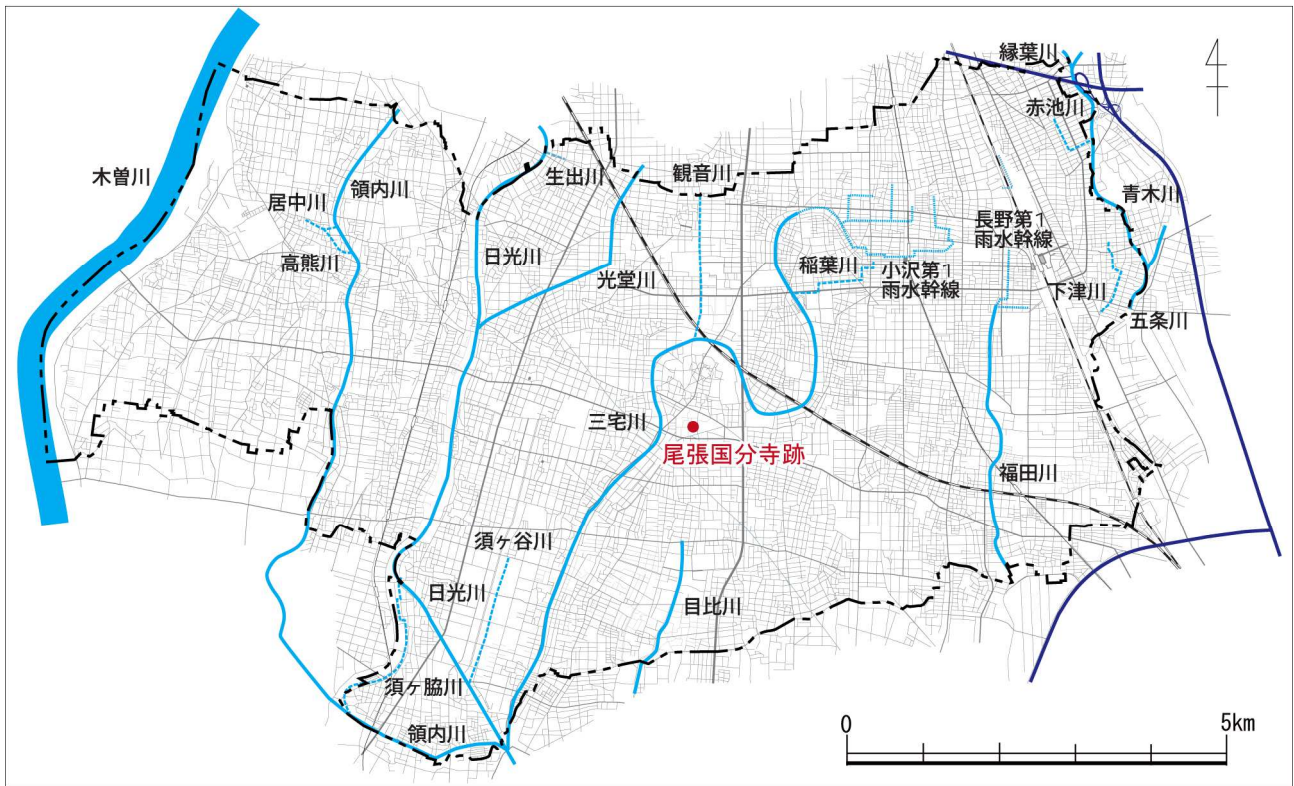 縁葉川
赤池川
木曽川
領内川
生出川
観音川
居中川
青木川
長野第1
雨水幹線
日光川
高熊川
光堂川
稲葉川
小沢第1
雨水幹線
下津川
五条川
三宅川
尾張国分寺跡
福田川
須ヶ谷川
日光川
目比川
須ヶ脇川
領内川
0
5km